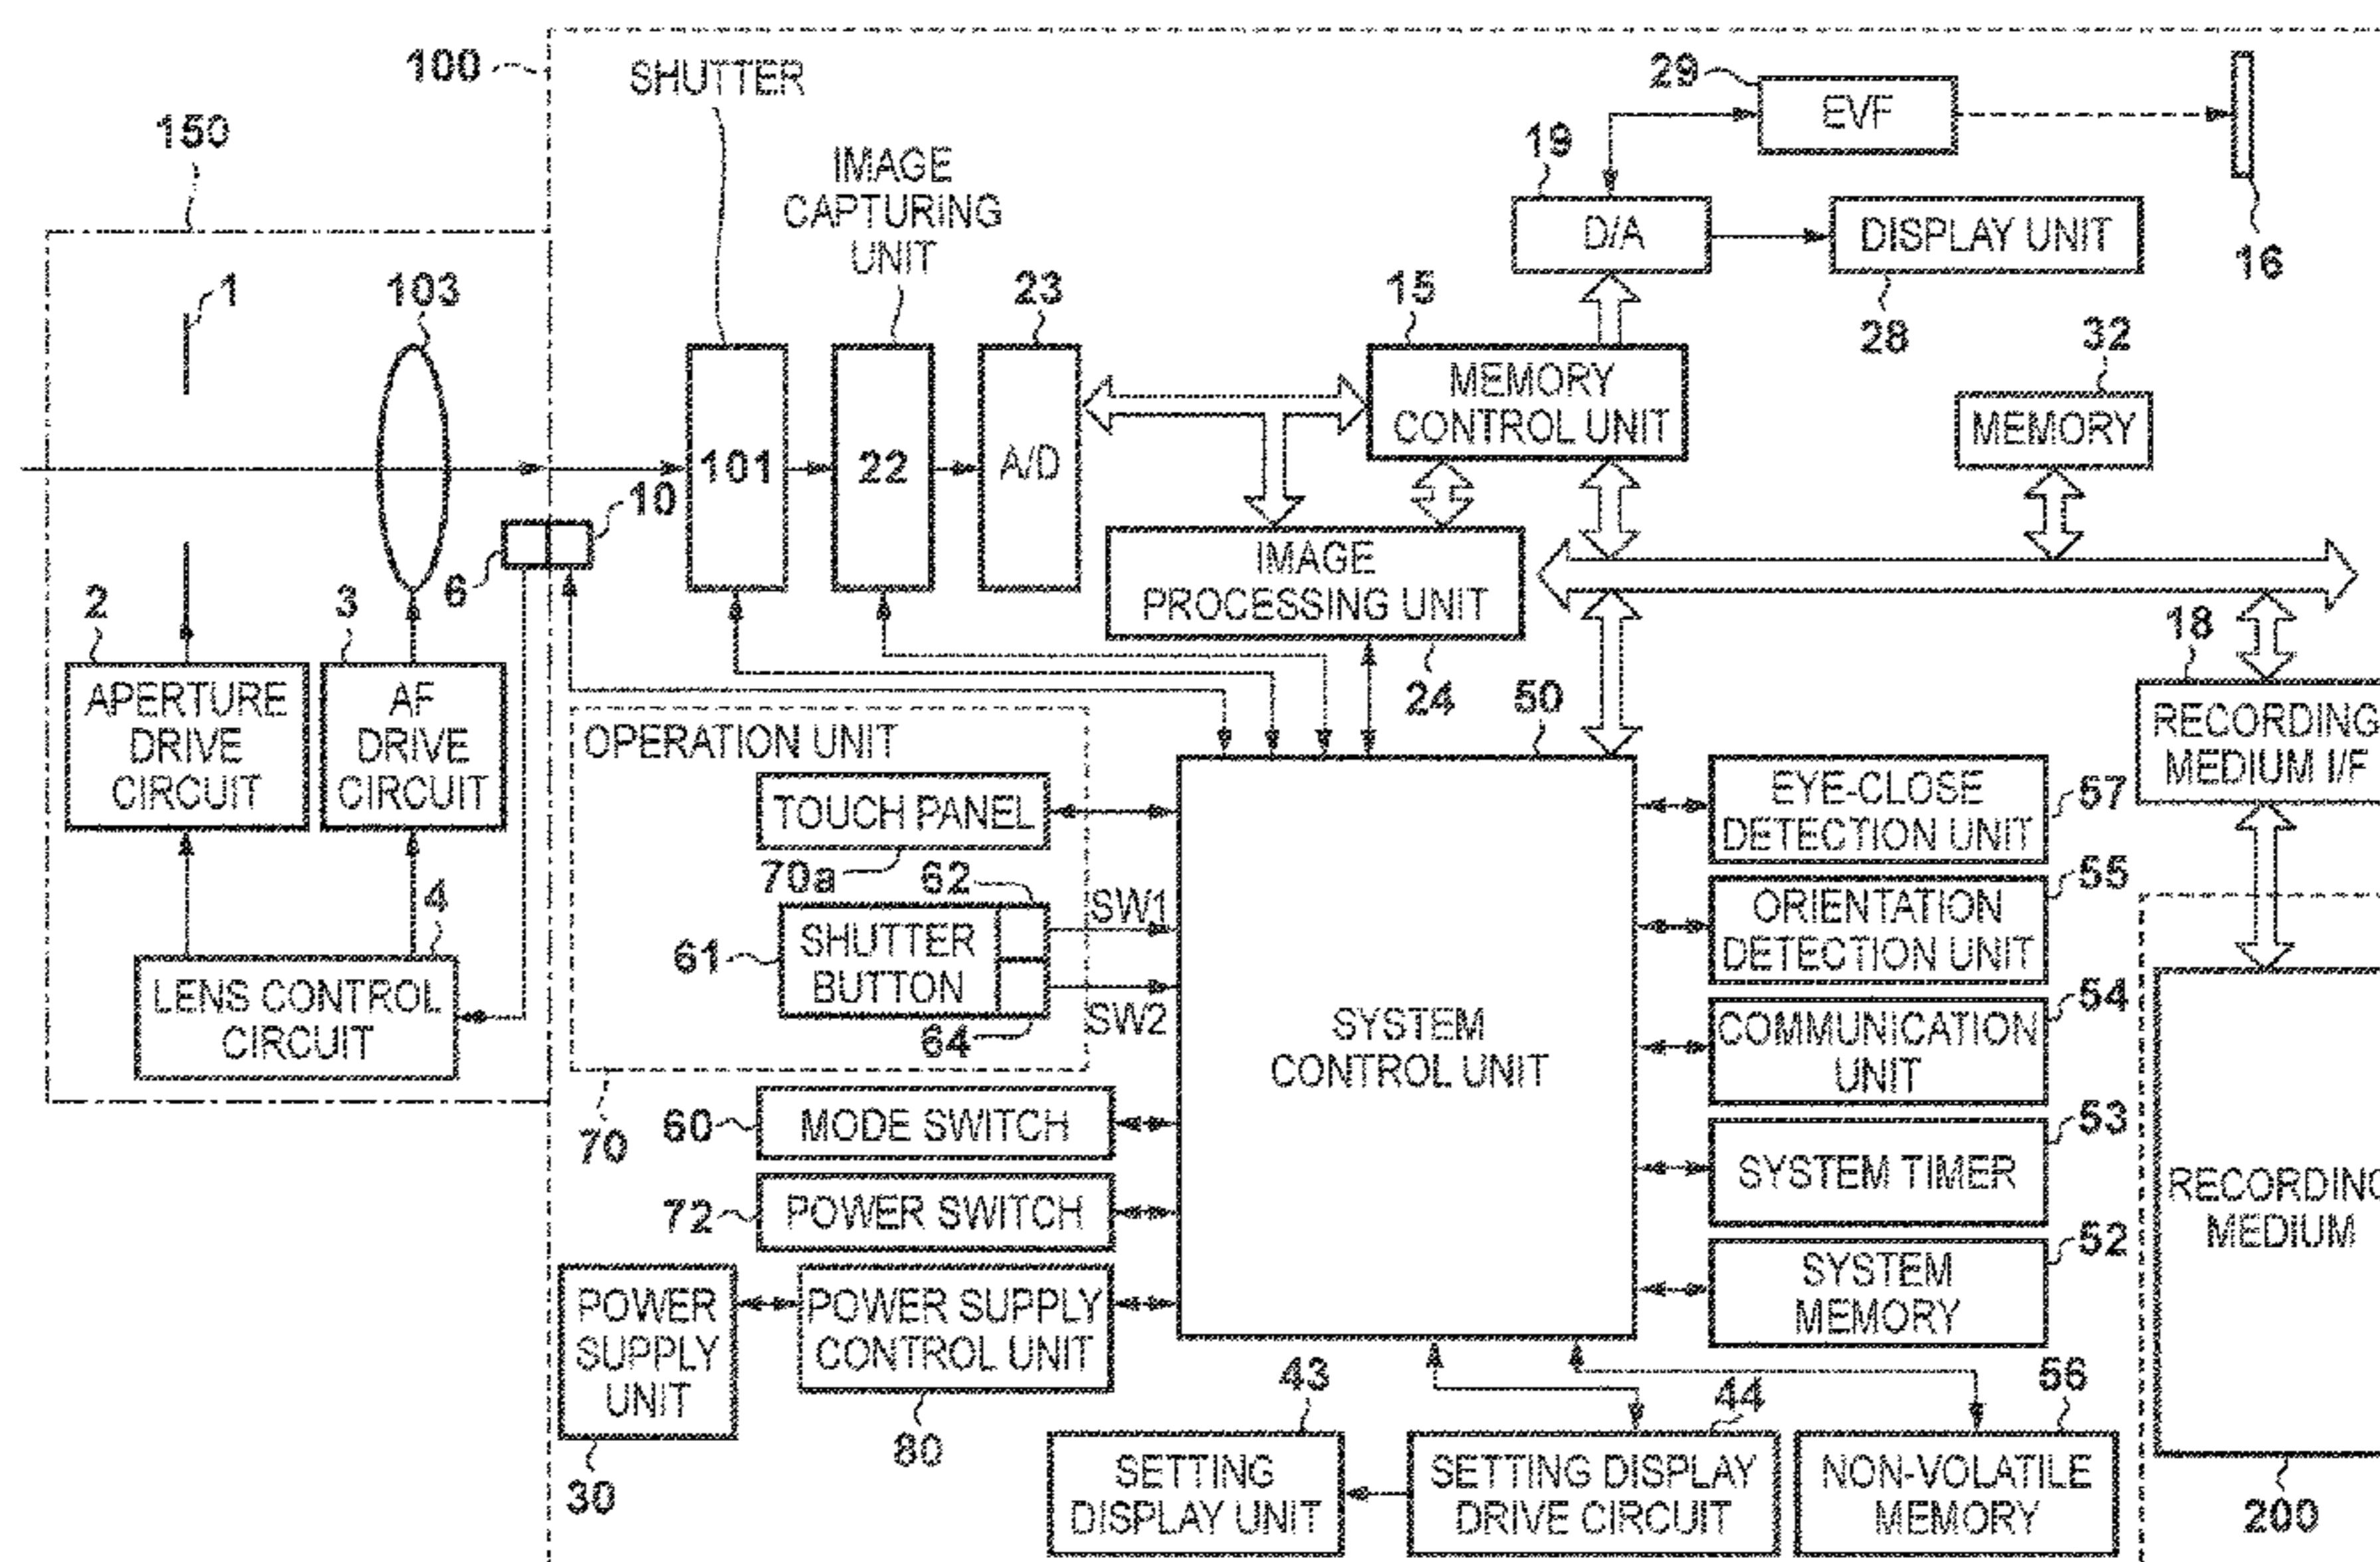 100
SHUTTER
29
EVF
150
IMAGE
CAPTURING
UNIT
19
D/A
DISPLAY UNIT
16
1
103
23
15
28
32
MEMORY
CONTROL UNIT
MEMORY
101
22
A/D
10
6
IMAGE
PROCESSING UNIT
2
3
18
24
50
APERTURE
DRIVE
CIRCUIT
AF
DRIVE
CIRCUIT
OPERATION UNIT
RECORDING
MEDIUM I/F
TOUCH PANEL
70a
EYE-CLOSE
DETECTION UNIT
57
62
SW1
61
SHUTTER
BUTTON
SW2
64
ORIENTATION
DETECTION UNIT
55
4
LENS CONTROL
CIRCUIT
SYSTEM
CONTROL UNIT
COMMUNICATION
UNIT
54
70
60
MODE SWITCH
SYSTEM TIMER
53
RECORDING
MEDIUM
72
POWER SWITCH
SYSTEM
MEMORY
52
POWER
SUPPLY
UNIT
POWER SUPPLY
CONTROL UNIT
30
80
43
44
56
SETTING
DISPLAY UNIT
SETTING DISPLAY
DRIVE CIRCUIT
NON-VOLATILE
MEMORY
200